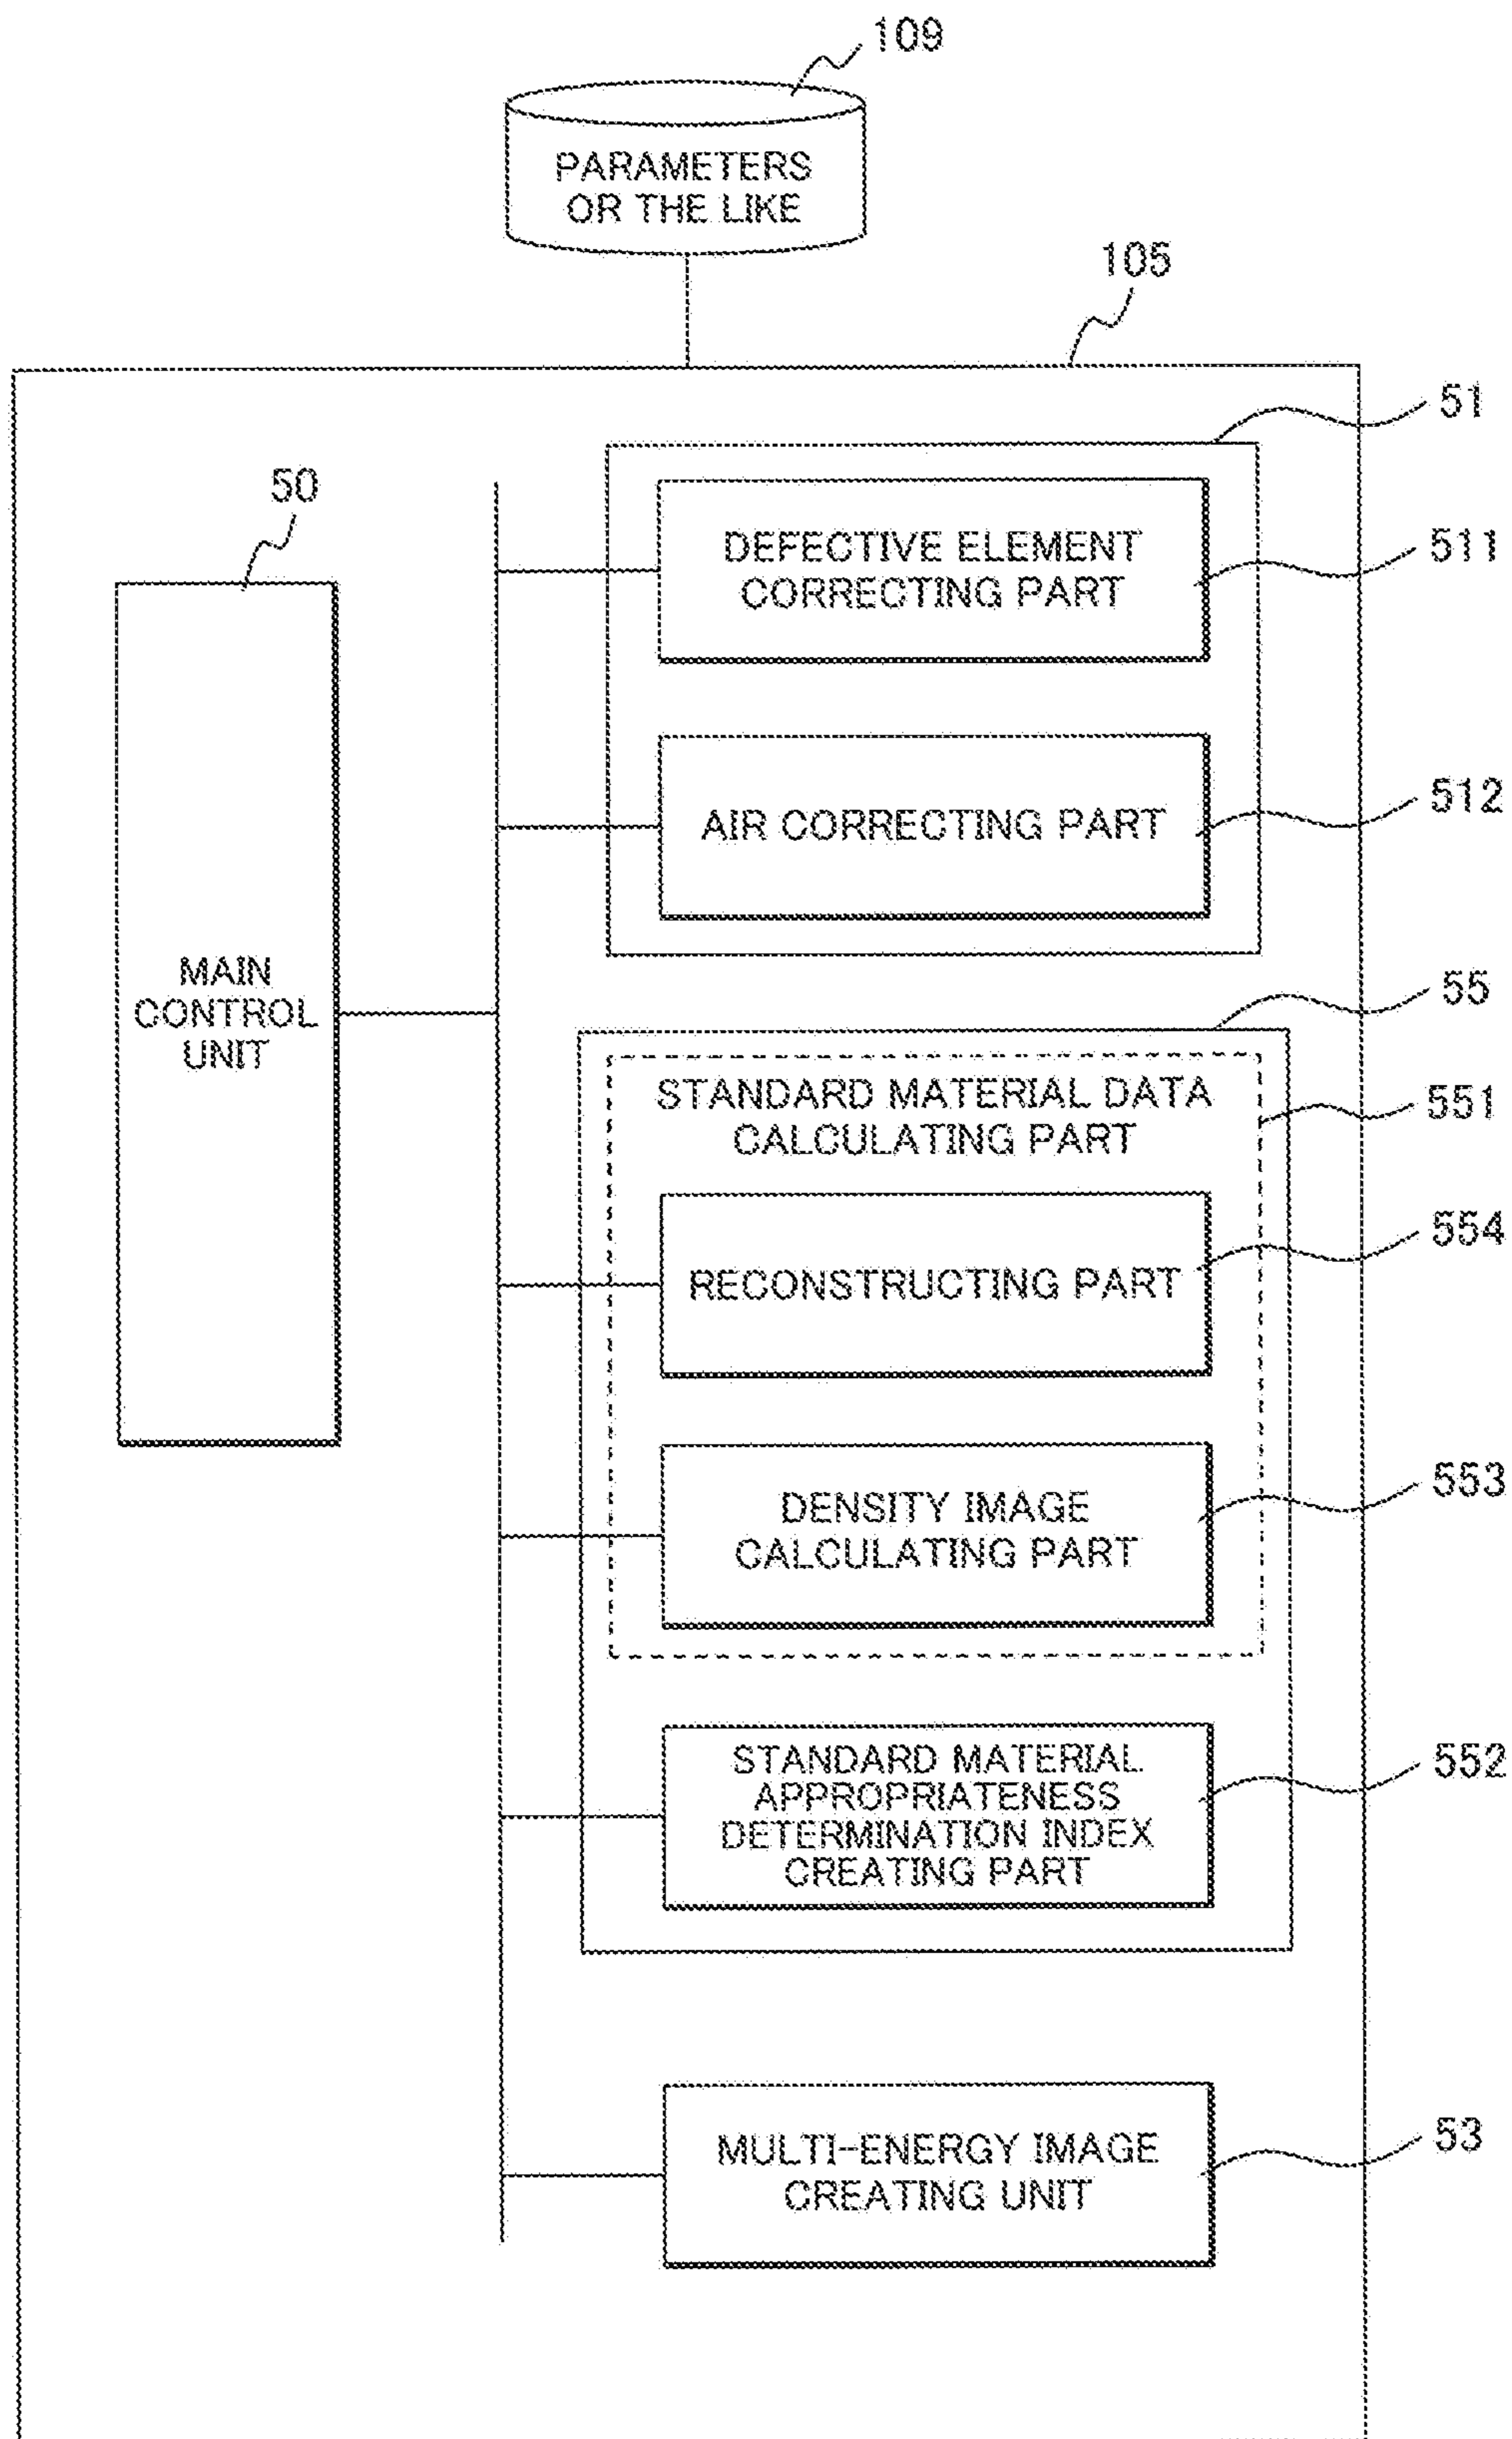 109
PARAMETERS
OR THE LIKE
105
51
50
DEFECTIVE ELEMENT
CORRECTING PART
511
AIR CORRECTING PART
512
MAIN
CONTROL
UNIT
55
STANDARD MATERIAL DATA
CALCULATING PART
551
RECONSTRUCTING PART
554
DENSITY IMAGE
CALCULATING PART
553
STANDARD MATERIAL
APPROPRIATENESS
DETERMINATION INDEX
CREATING PART
552
MULTI-ENERGY IMAGE
CREATING UNIT
53